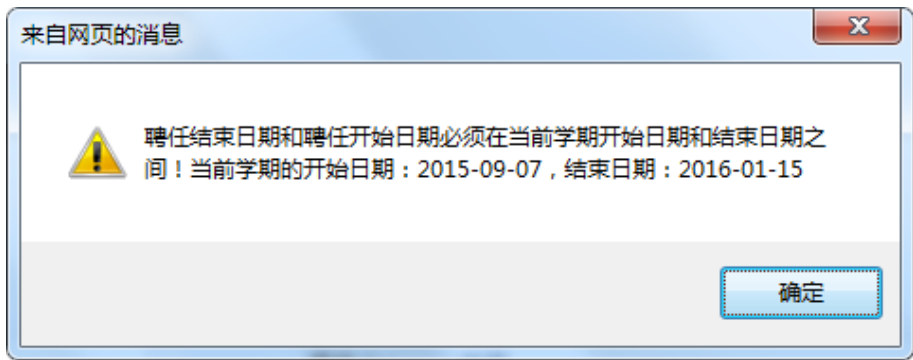 来自网页的消息
聘任结束日期和聘任开始日期必须在当前学期开始日期和结束日期之
间！当前学期的开始日期：2015-09-07，结束日期：2016-01-15
确定